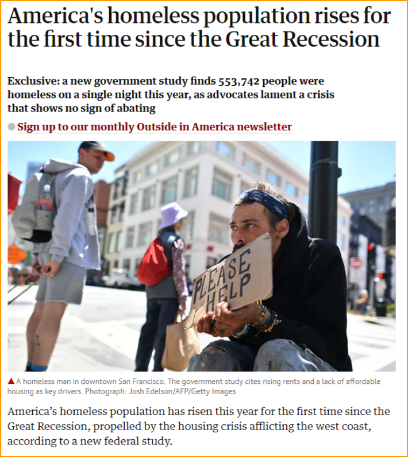 America's homeless population rises for
the first time since the Great Recession
Exclusive: a new government study finds 553,742 people were
homeless on a single night this year, as advocates lament a crisis
that shows no sign of abating
Sign up to our monthly Outside in America newsletter
PLEASE
HELP
A homeless man in downtown San Francisco. The government study cites rising rents and a lack of affordable
housing as key drivers. Photograph: Josh Edelson/AFP/Getty Images
America's homeless population has risen this year for the first time since the
Great Recession, propelled by the housing crisis afflicting the west coast,
according to a new federal study.